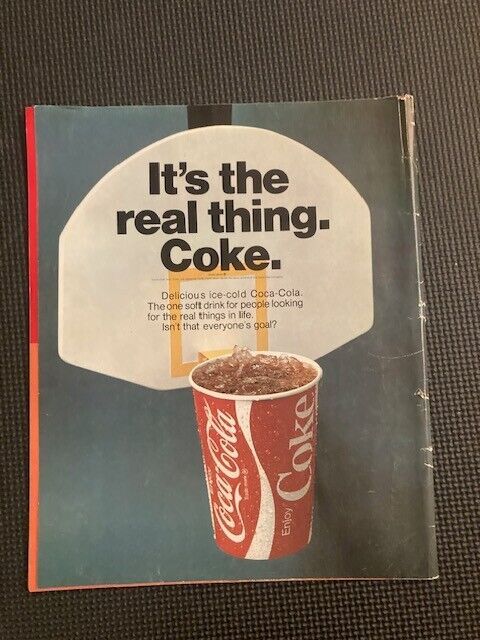 It's the
real thing.
Coke.
Delicious ice-cold Coca-Cola.
The one soft drink for people looking
for the real things in life.
Isn't that everyone's goal?
Coca-Cola
Enjoy Coke